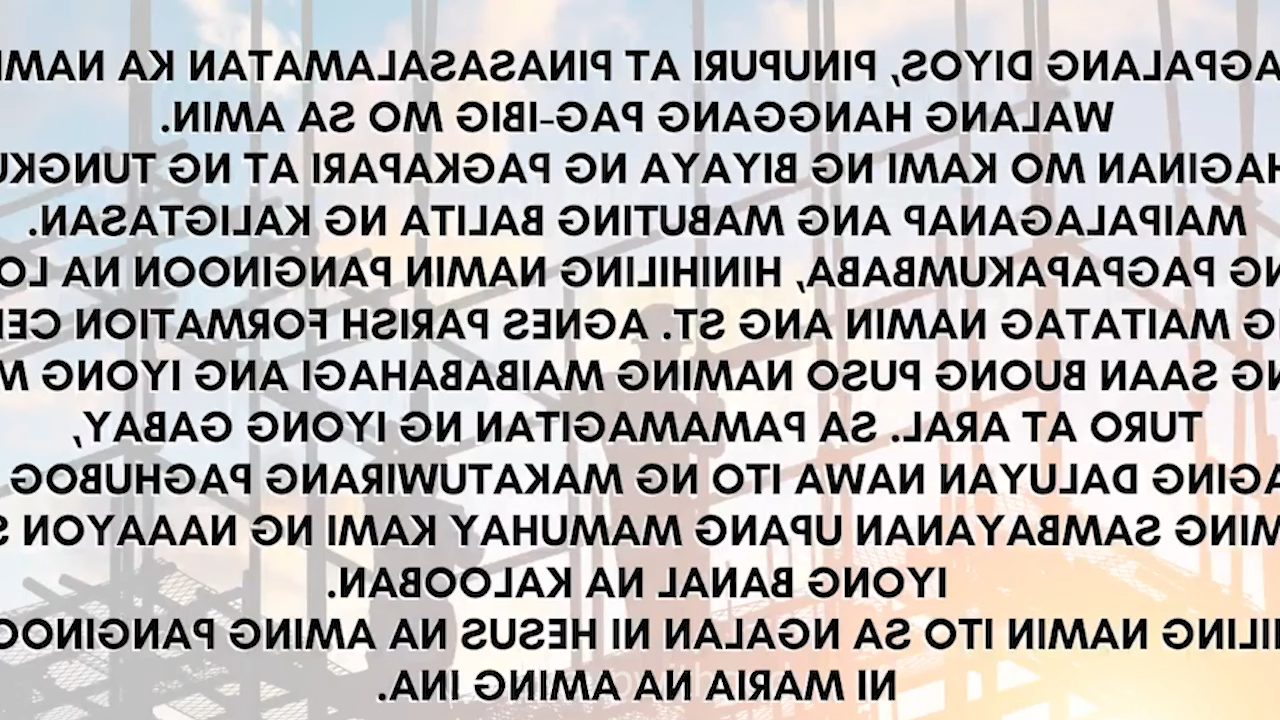 AGPALANG DIYOS, PINUPURI AT PINASASASALAMATAN KA NAMI
WALANG HANGGANG PAG-IBIG MO SA AMIN.
HAGINAN MO KAMI NG BIYAYA NG PAGKAPARI AT NG TUNGKU
MAIPALAGANAP ANG MABUTING BALITA NG KALIGTASAN.
NG PAGPAPAKUMBABA, HINIHILING NAMIN PANGINOON NA LO
G MAITATAG NAMIN ANG ST. AGNES PARISH FORMATION CE
NG SAAN BUONG PUSO NAMING MAIBABAHAGI ANG IYONG M
TURO AT ARAL. SA PAMAMAGITAN NG IYONG GABAY,
AGING DALUYAN NAWA ITO NG MAKATUWIRANG PAGHUBOG
MING SAMBAYANAN UPANG MAMUHAY KAMI NG NAAAYON S
IYONG BANAL NA KALOOBAN.
ILING NAMIN ITO SA NGALAN NI HESUS NA AMING PANGINOO
NI MARIA NA AMING INA.